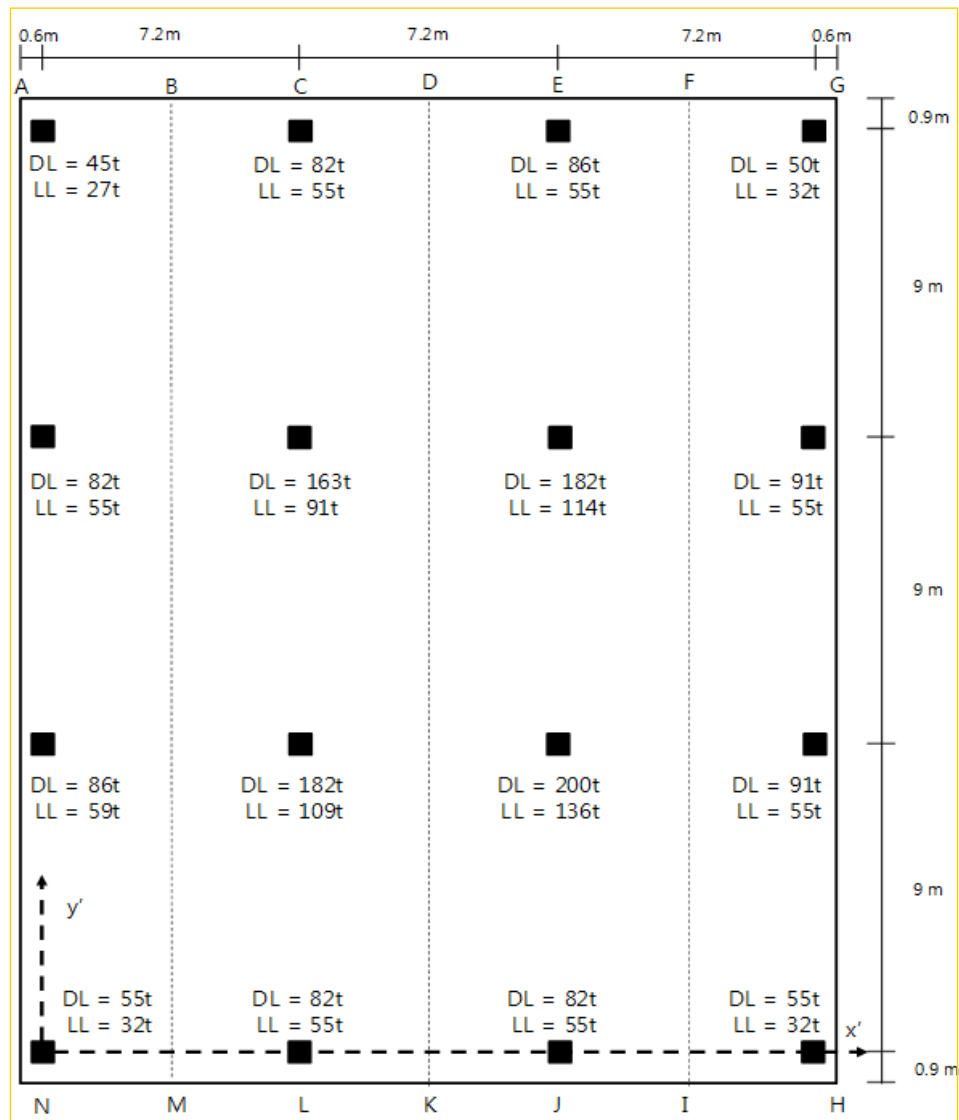 0.6m 7.2m 7.2m 7.2m 0.6m
A B C D E F G
0.9m
DL = 45t DL = 82t DL = 86t DL = 50t
LL = 27t LL = 55t LL = 55t LL = 32t
9 m
DL = 82t DL = 163t DL = 182t DL = 91t
LL = 55t LL = 91t LL = 114t LL = 55t
9 m
DL = 86t DL = 182t DL = 200t DL = 91t
LL = 59t LL = 109t LL = 136t LL = 55t
9 m
y′
DL = 55t DL = 82t DL = 82t DL = 55t
LL = 32t LL = 55t LL = 55t LL = 32t
x′
0.9 m
N M L K J I H